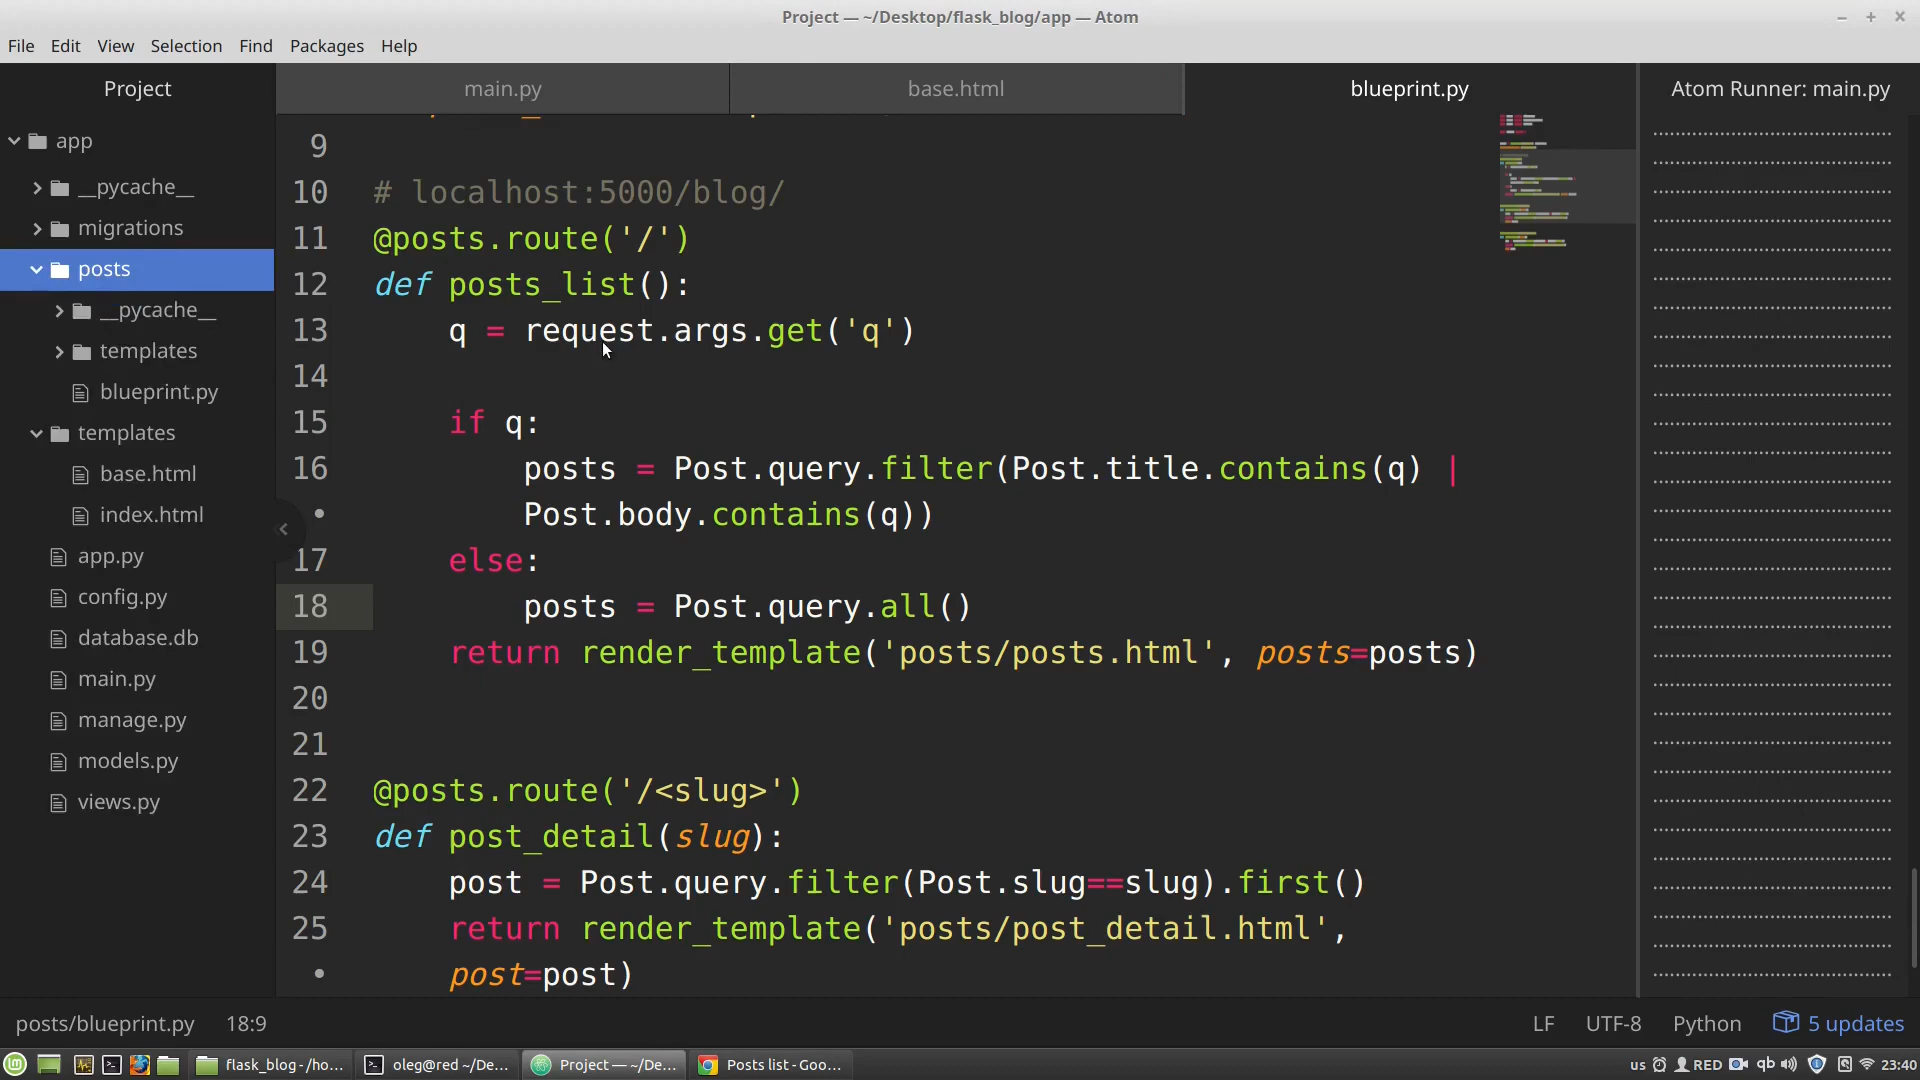 Project — ~/Desktop/flask_blog/app — Atom
File Edit View Selection Find Packages Help
Project
main.py
base.html
blueprint.py
Atom Runner: main.py
app
__pycache__
migrations
posts
__pycache__
templates
blueprint.py
templates
base.html
index.html
app.py
config.py
database.db
main.py
manage.py
models.py
views.py
9
10 # localhost:5000/blog/
11 @posts.route('/')
12 def posts_list():
13 q = request.args.get('q')
14
15 if q:
16 posts = Post.query.filter(Post.title.contains(q) |
• Post.body.contains(q))
17 else:
18 posts = Post.query.all()
19 return render_template('posts/posts.html', posts=posts)
20
21
22 @posts.route('/<slug>')
23 def post_detail(slug):
24 post = Post.query.filter(Post.slug==slug).first()
25 return render_template('posts/post_detail.html',
• post=post)
posts/blueprint.py 18:9
LF UTF-8 Python 5 updates
flask_blog - /ho...
oleg@red ~/De...
Project — ~/De...
Posts list - Goo...
us RED qb 23:40